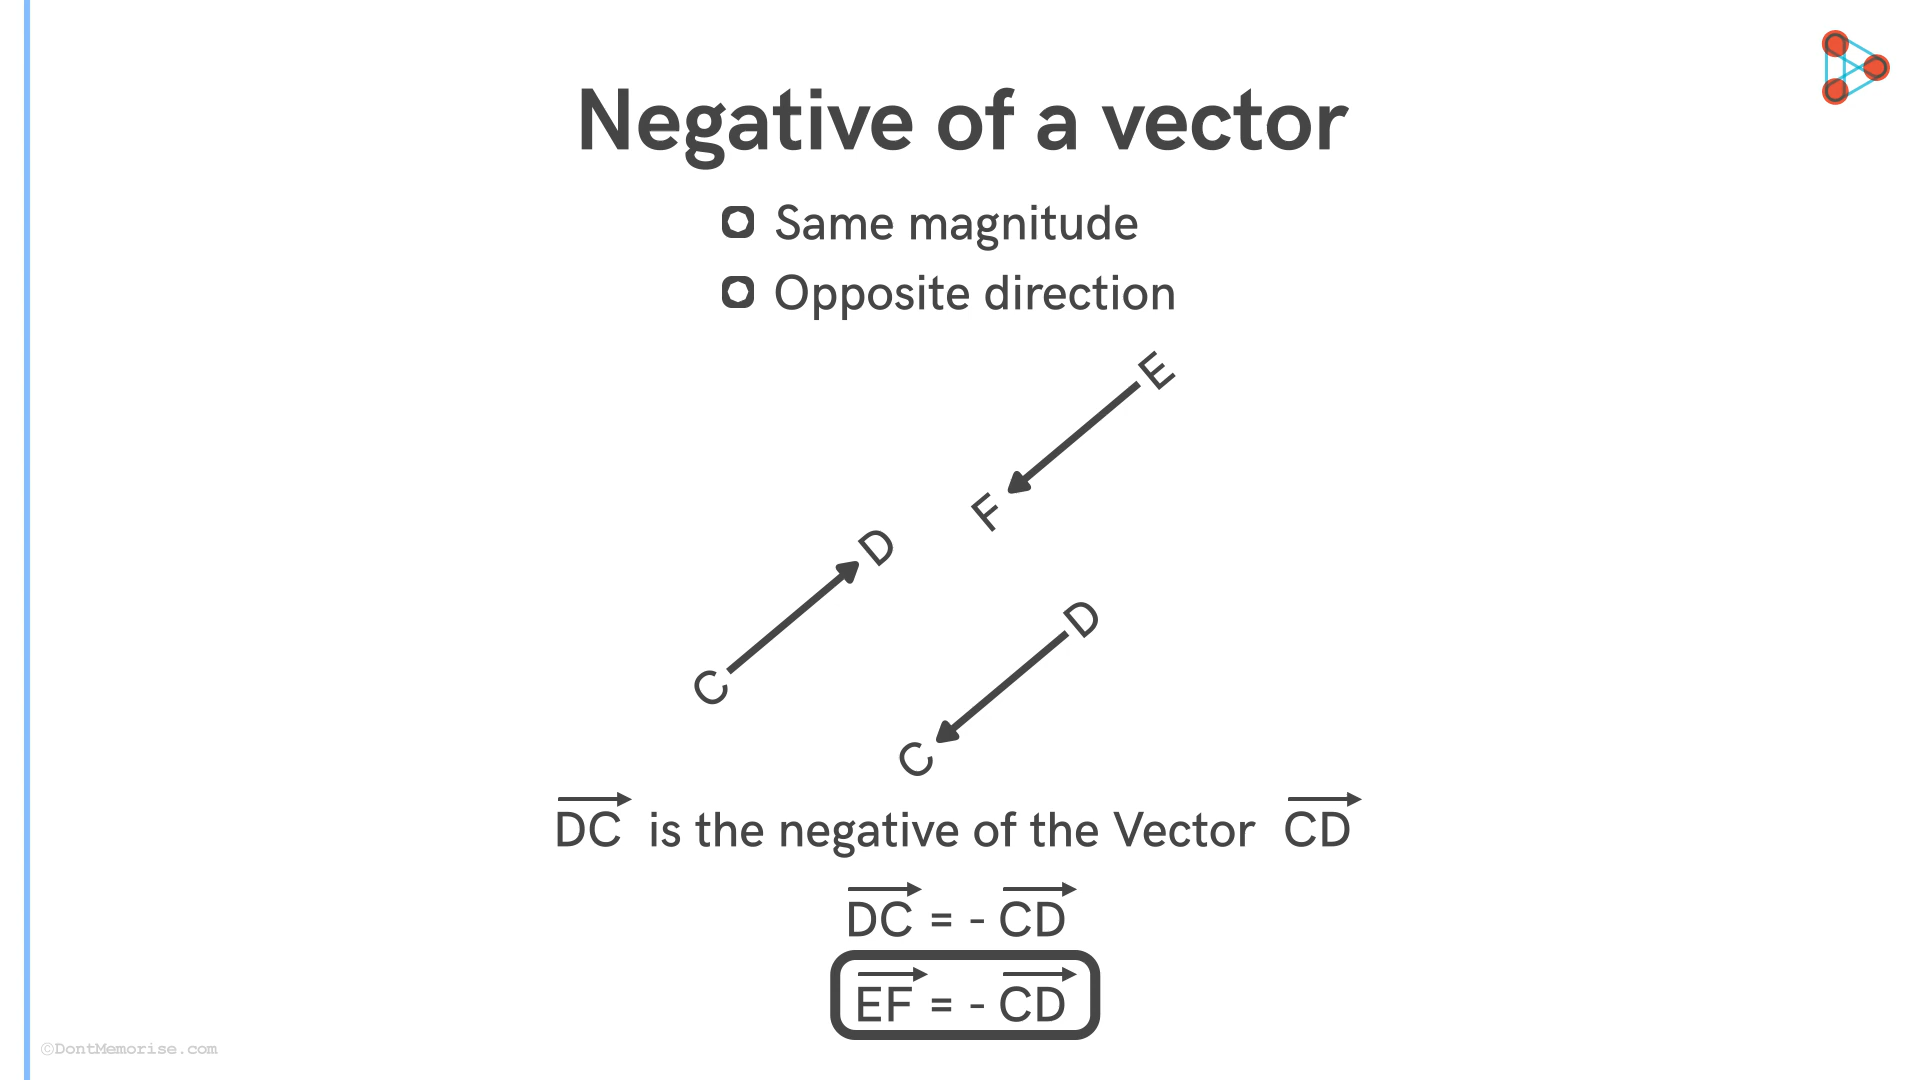 Negative of a vector
Same magnitude
Opposite direction
E
F
D
C
D
C
DC is the negative of the Vector CD
DC = - CD
EF = - CD
©DontMemorise.com